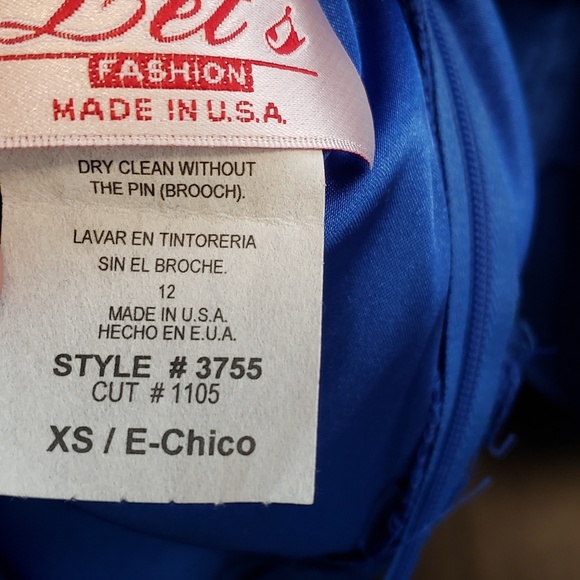 Let's
FASHION
MADE IN U.S.A.
DRY CLEAN WITHOUT
THE PIN (BROOCH).
LAVAR EN TINTORERIA
SIN EL BROCHE.
12
MADE IN U.S.A.
HECHO EN E.U.A.
STYLE # 3755
CUT # 1105
XS / E-Chico